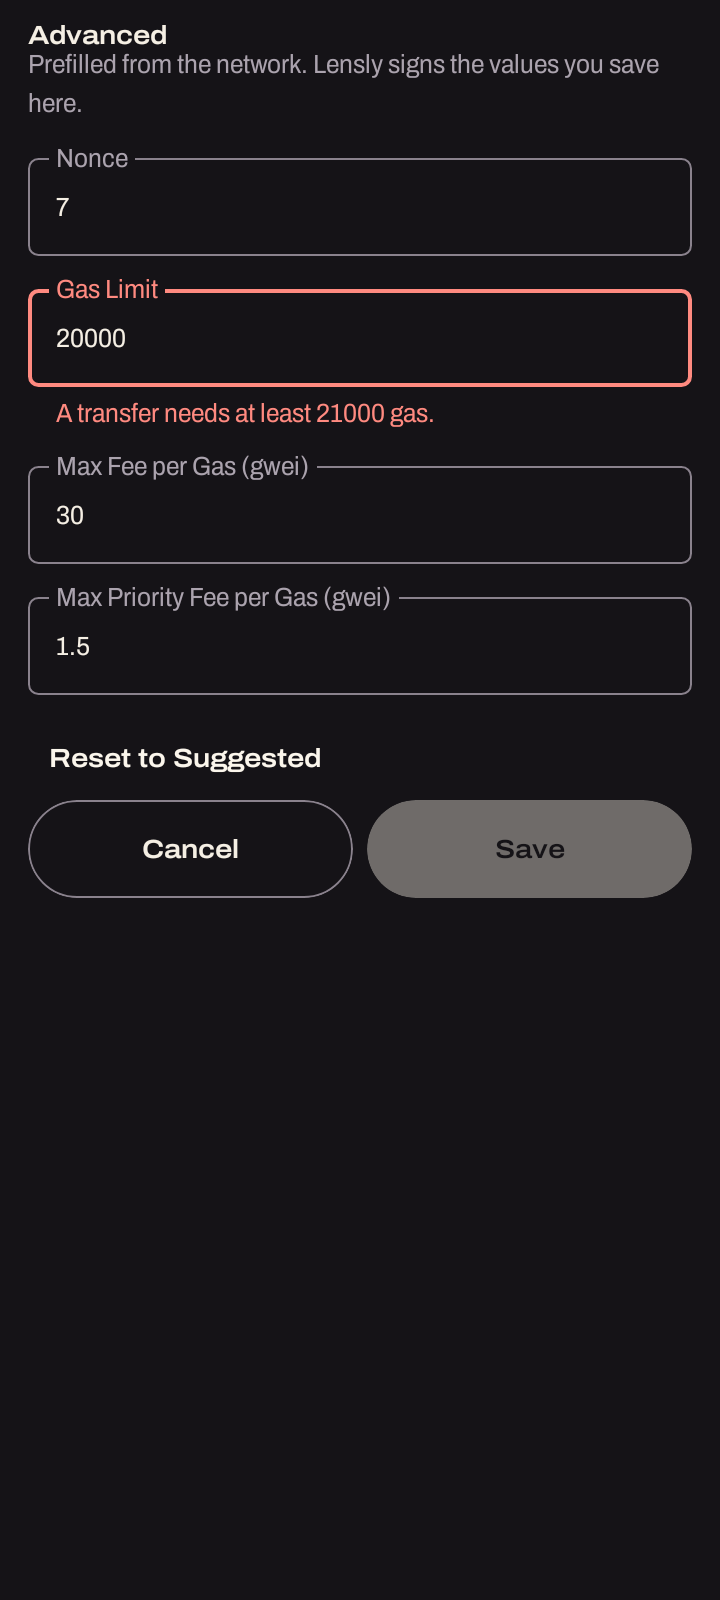 Advanced
Prefilled from the network. Lensly signs the values you save
here.
Nonce
7
Gas Limit
20000
A transfer needs at least 21000 gas.
Max Fee per Gas (gwei)
30
Max Priority Fee per Gas (gwei)
1.5
Reset to Suggested
Cancel
Save